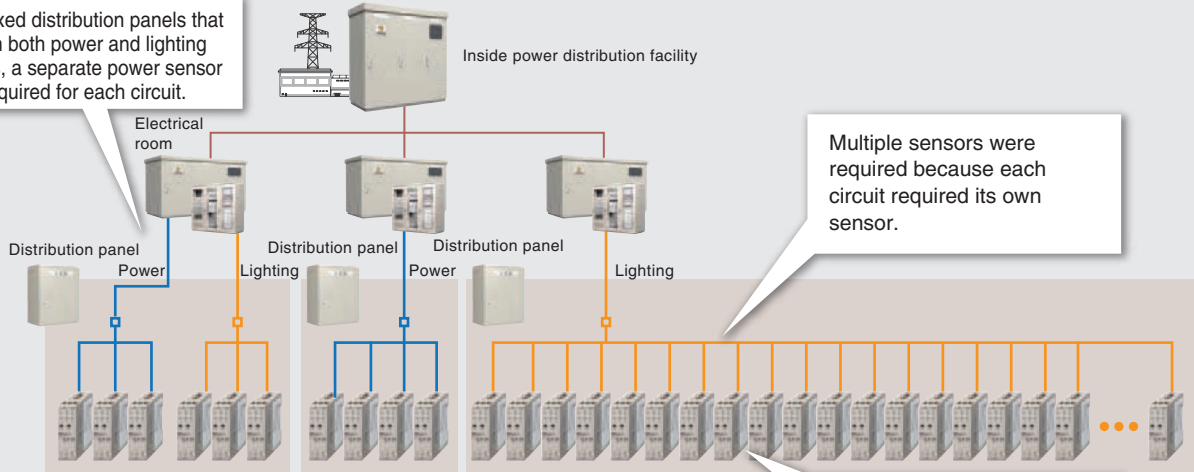 xed distribution panels that
both power and lighting
, a separate power sensor
quired for each circuit.
Inside power distribution facility
Electrical
room
Multiple sensors were
required because each
circuit required its own
sensor.
Distribution panel
Power
Lighting
Distribution panel
Power
Distribution panel
Lighting